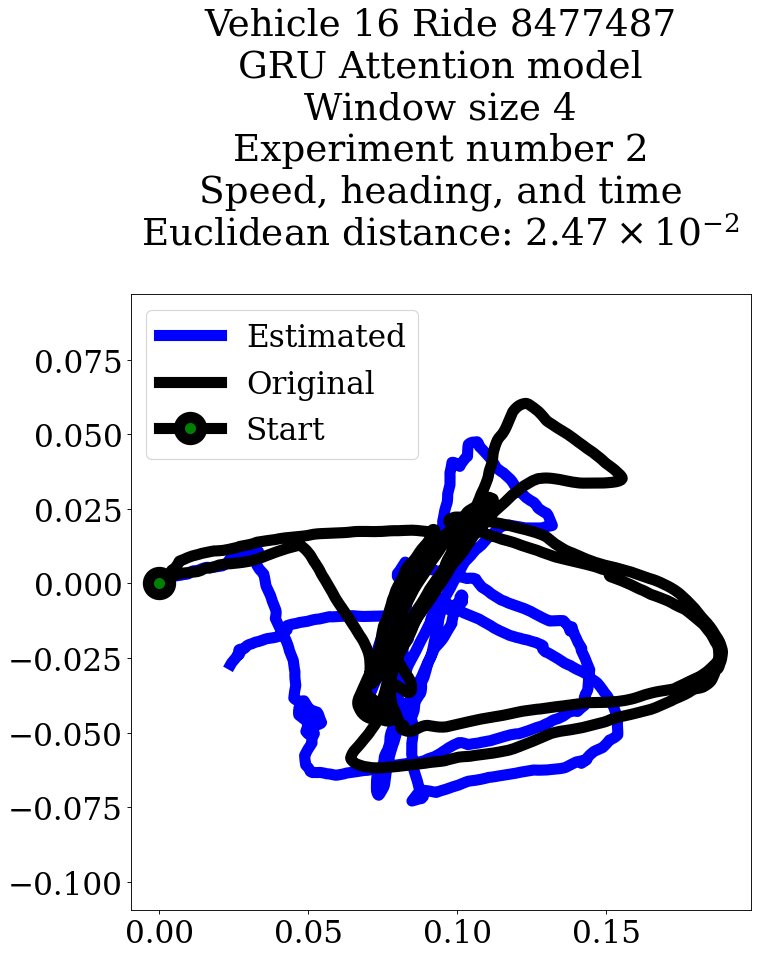 Vehicle 16 Ride 8477487
GRU Attention model
Window size 4
Experiment number 2
Speed, heading, and time
Euclidean distance: 2.47 × 10⁻²
Estimated
Original
Start
0.075
0.050
0.025
0.000
−0.025
−0.050
−0.075
−0.100
0.00 0.05 0.10 0.15